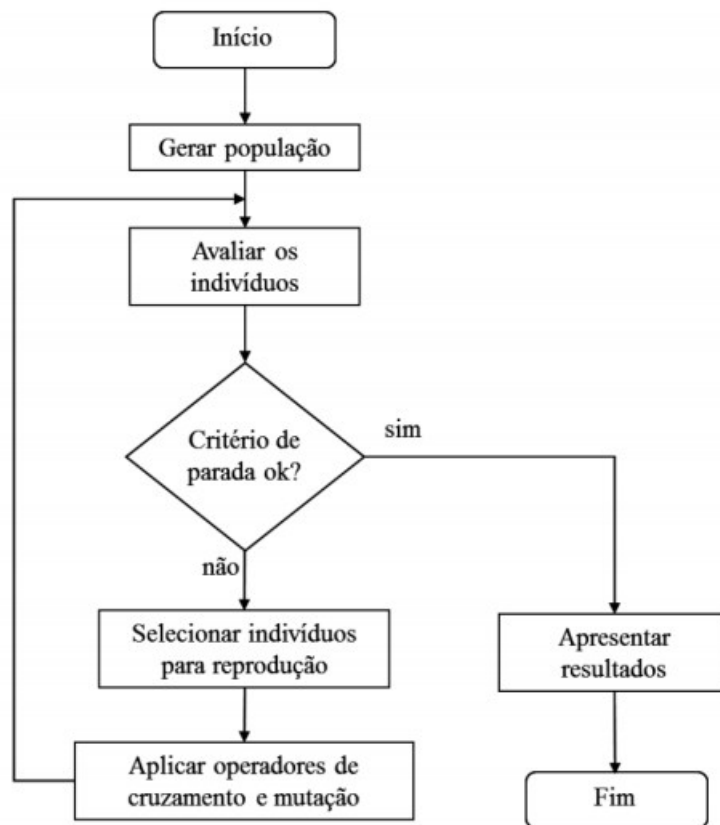 Início
Gerar população
Avaliar os
indivíduos
Critério de
parada ok?
sim
não
Selecionar indivíduos
para reprodução
Apresentar
resultados
Aplicar operadores de
cruzamento e mutação
Fim